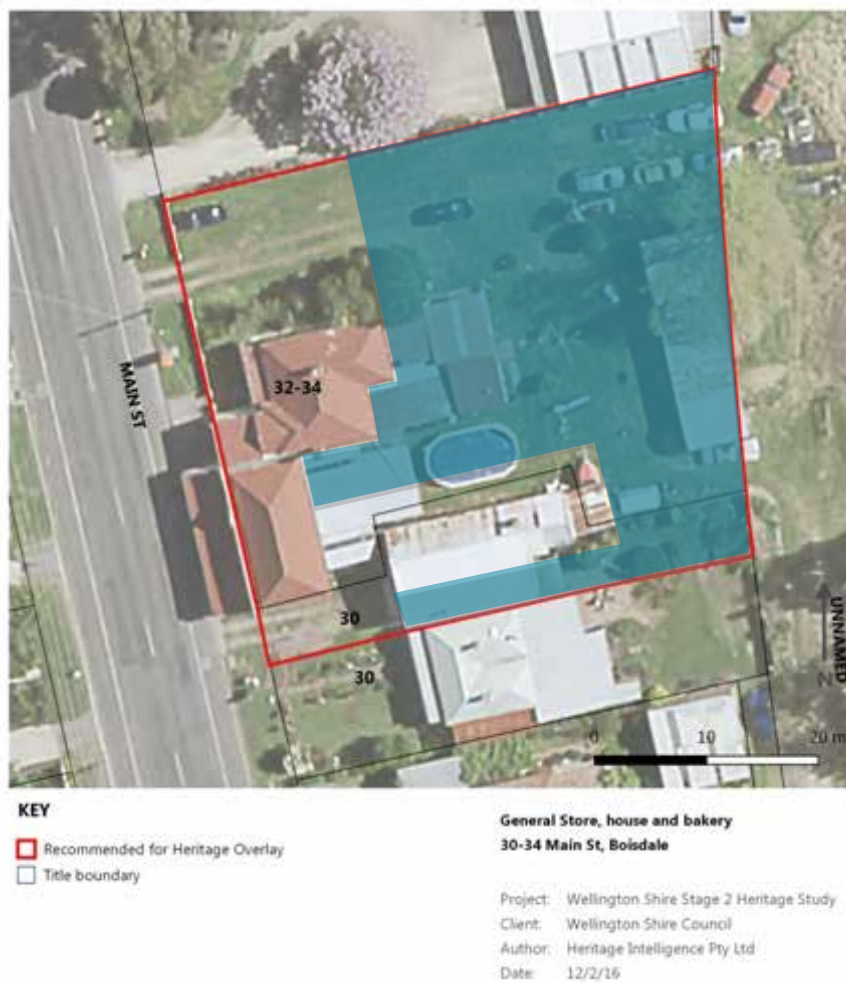 32-34
MAIN ST
30
30
UNNAMED
N
0 10 20 m
KEY
Recommended for Heritage Overlay
Title boundary
General Store, house and bakery
30-34 Main St, Boisdale
Project: Wellington Shire Stage 2 Heritage Study
Client: Wellington Shire Council
Author: Heritage Intelligence Pty Ltd
Date: 12/2/16